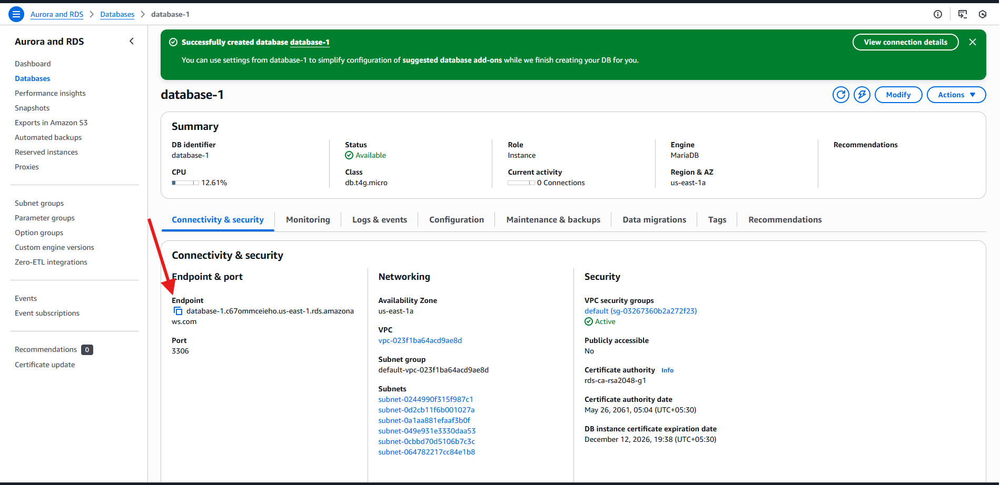 Aurora and RDS > Databases > database-1
Aurora and RDS
Dashboard
Databases
Performance insights
Snapshots
Exports in Amazon S3
Automated backups
Reserved instances
Proxies
Subnet groups
Parameter groups
Option groups
Custom engine versions
Zero-ETL integrations
Events
Event subscriptions
Recommendations 0
Certificate update
Successfully created database database-1
View connection details
You can use settings from database-1 to simplify configuration of suggested database add-ons while we finish creating your DB for you.
database-1
Modify
Actions
Summary
DB identifier
database-1
CPU
12.61%
Status
Available
Class
db.t4g.micro
Role
Instance
Current activity
0 Connections
Engine
MariaDB
Region & AZ
us-east-1a
Recommendations
Connectivity & security
Monitoring
Logs & events
Configuration
Maintenance & backups
Data migrations
Tags
Recommendations
Connectivity & security
Endpoint & port
Endpoint
database-1.c67ommceieho.us-east-1.rds.amazona
ws.com
Port
3306
Networking
Availability Zone
us-east-1a
VPC
vpc-023f1ba64acd9ae8d
Subnet group
default-vpc-023f1ba64acd9ae8d
Subnets
subnet-0244990f315f987c1
subnet-0d2cb11f6b001027a
subnet-0a1aa881efaaf3b0f
subnet-049e931e3330daa53
subnet-0cbbd70d5106b7c3c
subnet-064782217cc84e1b8
Security
VPC security groups
default (sg-03267360b2a272f23)
Active
Publicly accessible
No
Certificate authority Info
rds-ca-rsa2048-g1
Certificate authority date
May 26, 2061, 05:04 (UTC+05:30)
DB instance certificate expiration date
December 12, 2026, 19:38 (UTC+05:30)